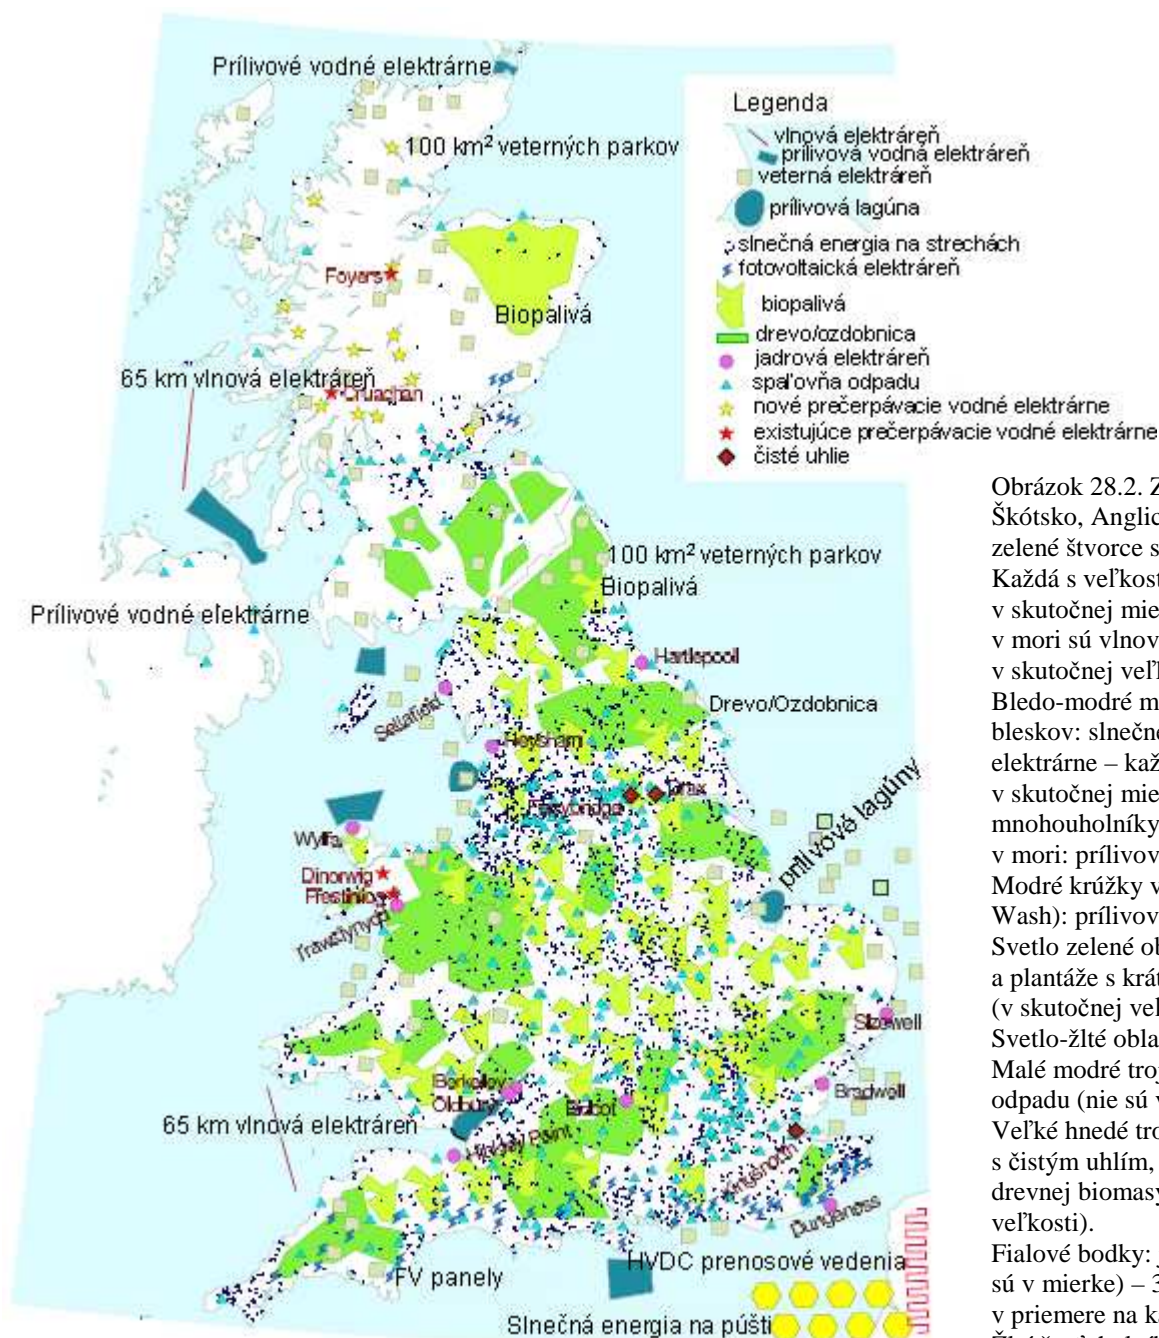 Prílivové vodné elektrárne
Legenda
vlnová elektráreň
prílivová vodná elektráreň
veterná elektráreň
prílivová lagúna
slnečná energia na strechách
fotovoltaická elektráreň
biopalivá
drevo/ozdobnica
jadrová elektráreň
spaľovňa odpadu
nové prečerpávacie vodné elektrárne
existujúce prečerpávacie vodné elektrárne
čisté uhlie
100 km² veterných parkov
Foyers
Biopalivá
65 km vlnová elektráreň
Cruachan
100 km² veterných parkov
Biopalivá
Prílivové vodné elektrárne
Hartlepool
Sellafield
Drevo/Ozdobnica
Heysham
Drax
Ferrybridge
prílivové lagúny
Wylfa
Dinorwig
Ffestiniog
Trawsfynydd
Sizewell
Berkeley
Oldbury
Didcot
Bradwell
65 km vlnová elektráreň
Hinkley Point
Kingsnorth
Dungeness
HVDC prenosové vedenia
FV panely
Slnečná energia na púšti
Obrázok 28.2. Z
Škótsko, Anglic
zelené štvorce s
Každá s veľkost
v skutočnej mie
v mori sú vlnov
v skutočnej veľl
Bledo-modré m
bleskov: slnečn
elektrárne – kaž
v skutočnej mie
mnohouholníky
v mori: prílivov
Modré krúžky v
Wash): prílivov
Svetlo zelené ob
a plantáže s krát
(v skutočnej vel
Svetlo-žlté obla
Malé modré troj
odpadu (nie sú v
Veľké hnedé tro
s čistým uhlím,
drevnej biomasy
veľkosti).
Fialové bodky: j
sú v mierke) – 3
v priemere na k